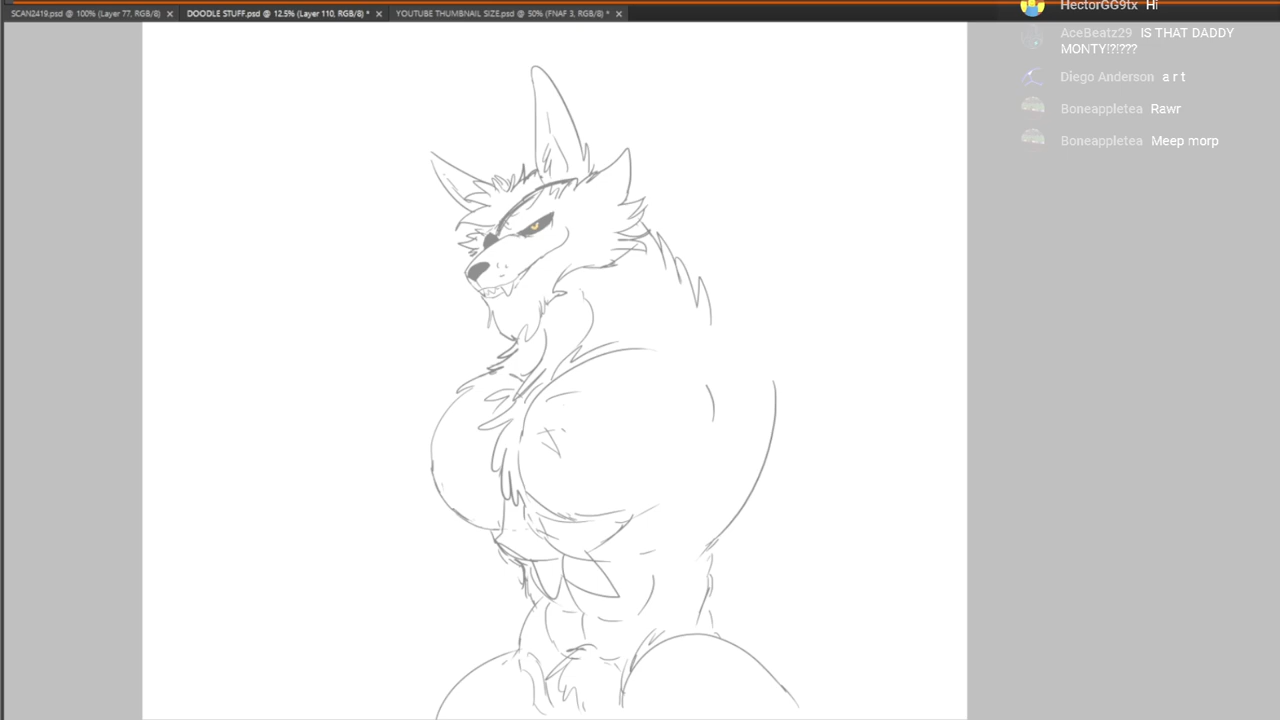 SCAN2419.psd @ 100% (Layer 77, RGB/8) × DOODLE STUFF.psd @ 12.5% (Layer 110, RGB/8) * × YOUTUBE THUMBNAIL SIZE.psd @ 50% (FNAF 3, RGB/8) * ×
HectorGG9tx Hi
AceBeatz29 IS THAT DADDY
MONTY!?!???
Diego Anderson a r t
Boneappletea Rawr
Boneappletea Meep morp